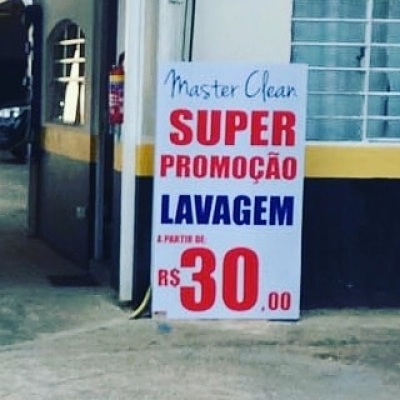 Master Clean
SUPER
PROMOÇÃO
LAVAGEM
A PARTIR DE:
R$30,00